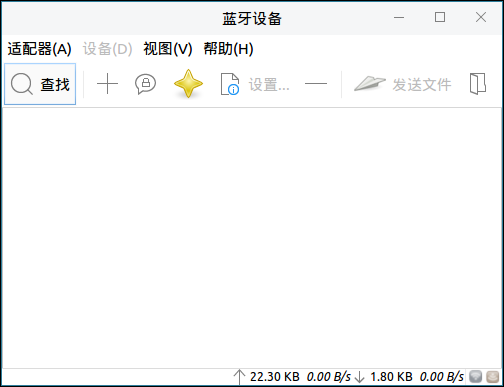 蓝牙设备
适配器(A) 设备(D) 视图(V) 帮助(H)
查找 设置... 发送文件
22.30 KB 0.00 B/s 1.80 KB 0.00 B/s